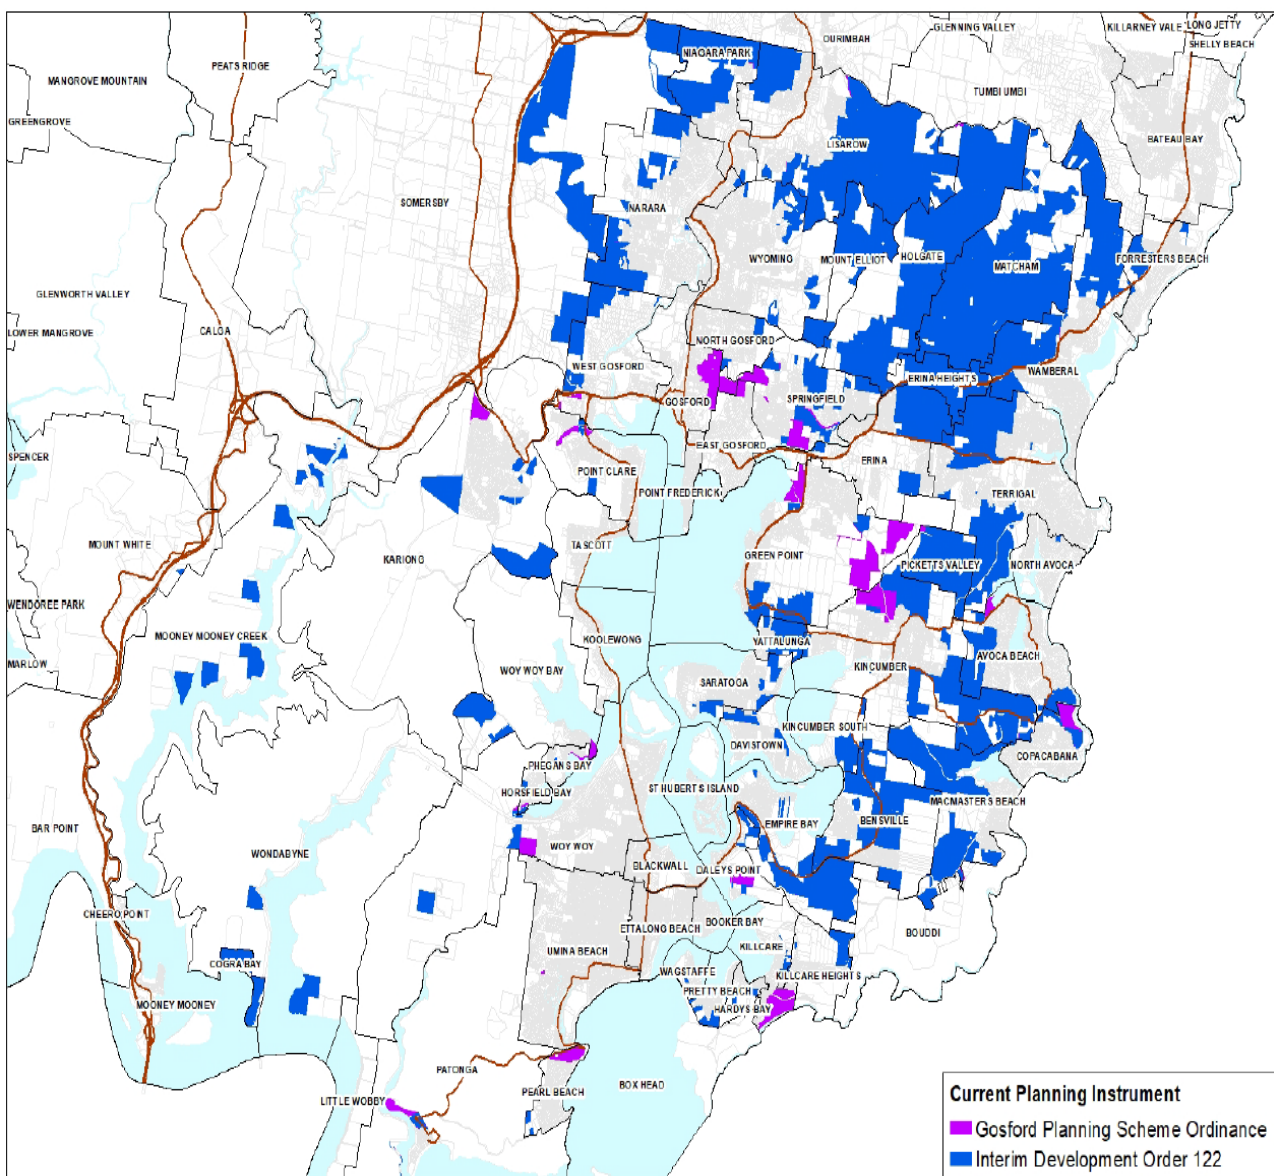 LONG JETTY
KILLARNEY VALE
GLENNING VALLEY
OURIMBAH
SHELLY BEACH
NIAGARA PARK
PEATS RIDGE
MANGROVE MOUNTAIN
TUMBI UMBI
GREENGROVE
BATEAU BAY
LISAROW
SOMERSBY
NARARA
WYOMING
MOUNT ELLIOT
HOLGATE
MATCHAM
FORRESTERS BEACH
GLENWORTH VALLEY
LOWER MANGROVE
CALGA
NORTH GOSFORD
WEST GOSFORD
WAMBERAL
ERINA HEIGHTS
GOSFORD
SPRINGFIELD
EAST GOSFORD
SPENCER
ERINA
POINT CLARE
POINT FREDERICK
TERRIGAL
MOUNT WHITE
TASCOTT
KARIONG
GREEN POINT
PICKETTS VALLEY
NORTH AVOCA
WENDOREE PARK
MOONEY MOONEY CREEK
KOOLEWONG
YATTALUNGA
MARLOW
WOY WOY BAY
KINCUMBER
AVOCA BEACH
SARATOGA
KINCUMBER SOUTH
DAVISTOWN
COPACABANA
PHEGANS BAY
HORSFIELD BAY
ST HUBERTS ISLAND
MACMASTERS BEACH
BAR POINT
EMPIRE BAY
BENSVILLE
WOY WOY
WONDABYNE
BLACKWALL
DALEYS POINT
CHEERO POINT
BOOKER BAY
ETTALONG BEACH
BOUDDI
UMINA BEACH
KILLCARE
COGRA BAY
WAGSTAFFE
KILLCARE HEIGHTS
PRETTY BEACH
MOONEY MOONEY
HARDYS BAY
PATONGA
BOX HEAD
PEARL BEACH
LITTLE WOBBY
Current Planning Instrument
Gosford Planning Scheme Ordinance
Interim Development Order 122